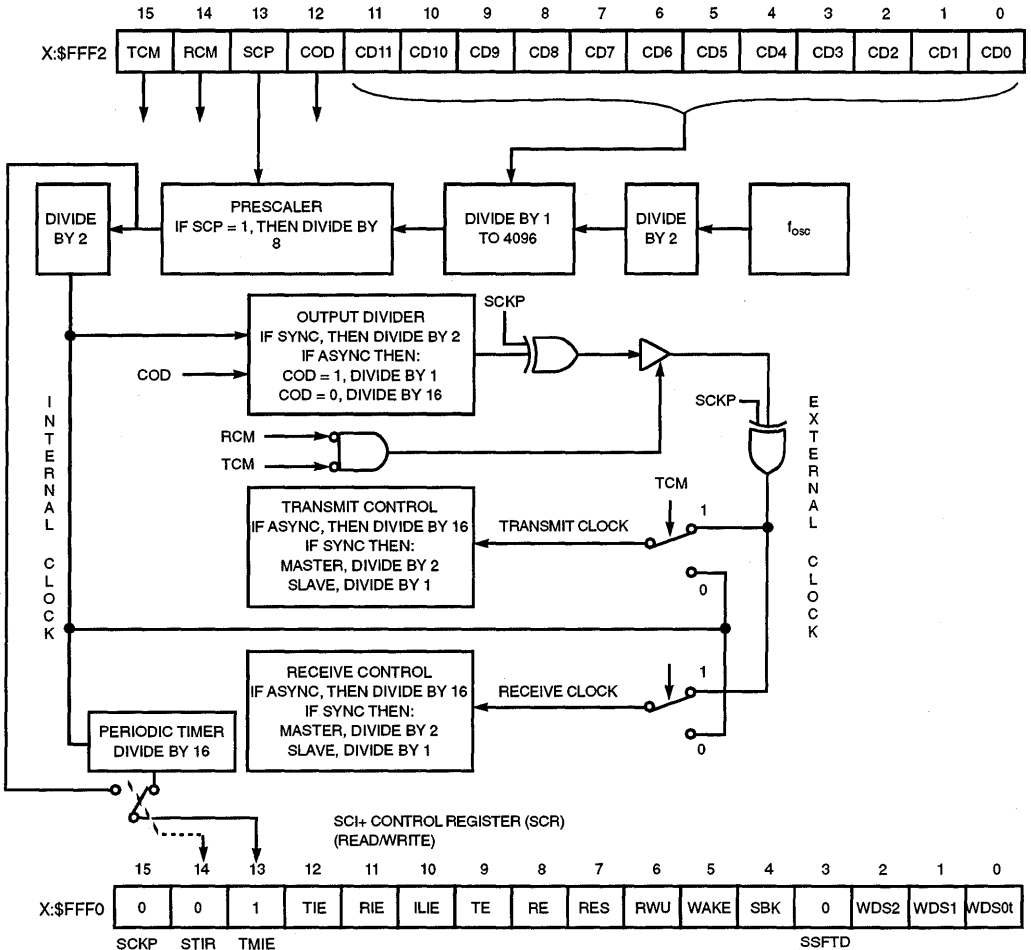 15 14 13 12 11 10 9 8 7 6 5 4 3 2 1 0
X:$FFF2 TCM RCM SCP COD CD11 CD10 CD9 CD8 CD7 CD6 CD5 CD4 CD3 CD2 CD1 CD0
DIVIDE
BY 2
PRESCALER
IF SCP = 1, THEN DIVIDE BY
8
DIVIDE BY 1
TO 4096
DIVIDE
BY 2
fosc
OUTPUT DIVIDER
IF SYNC, THEN DIVIDE BY 2
IF ASYNC THEN:
COD = 1, DIVIDE BY 1
COD = 0, DIVIDE BY 16
COD
SCKP
SCKP
RCM
TCM
INTERNAL CLOCK
EXTERNAL CLOCK
TRANSMIT CONTROL
IF ASYNC, THEN DIVIDE BY 16
IF SYNC THEN:
MASTER, DIVIDE BY 2
SLAVE, DIVIDE BY 1
TRANSMIT CLOCK
TCM
1
0
RECEIVE CONTROL
IF ASYNC, THEN DIVIDE BY 16
IF SYNC THEN:
MASTER, DIVIDE BY 2
SLAVE, DIVIDE BY 1
RECEIVE CLOCK
1
0
PERIODIC TIMER
DIVIDE BY 16
SCI+ CONTROL REGISTER (SCR)
(READ/WRITE)
15 14 13 12 11 10 9 8 7 6 5 4 3 2 1 0
X:$FFF0 0 0 1 TIE RIE ILIE TE RE RES RWU WAKE SBK 0 WDS2 WDS1 WDS0t
SCKP STIR TMIE SSFTD